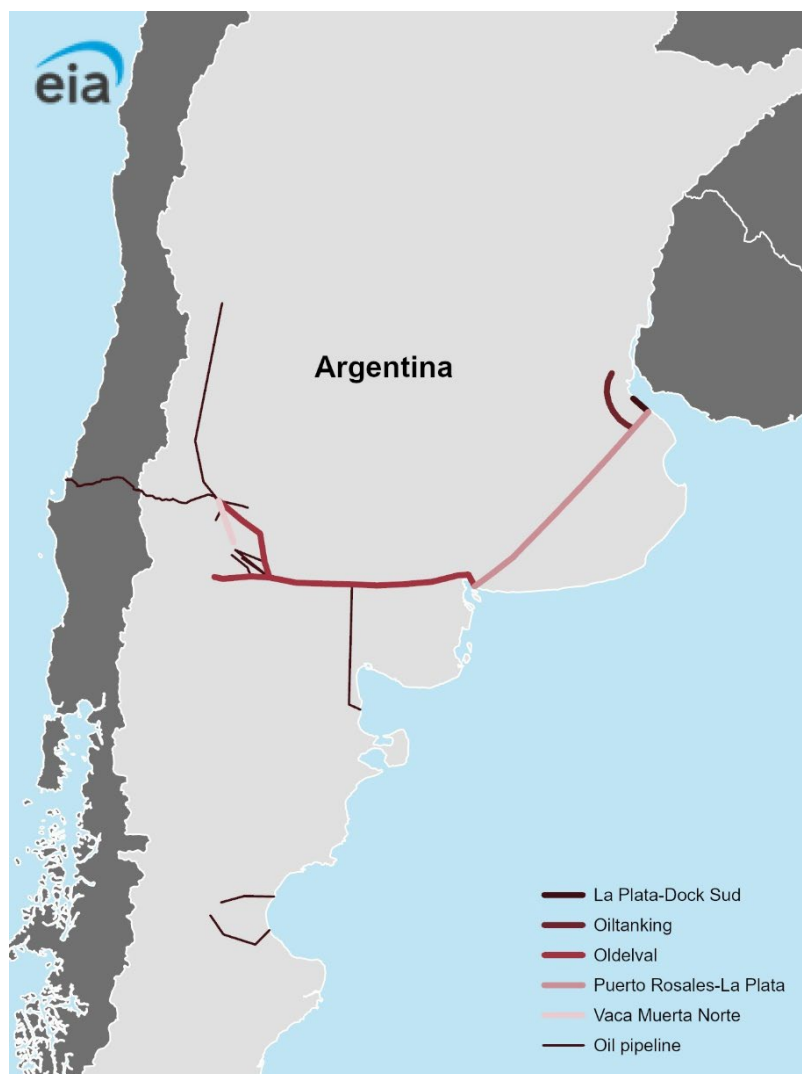 eia
Argentina
La Plata-Dock Sud
Oiltanking
Oldelval
Puerto Rosales-La Plata
Vaca Muerta Norte
Oil pipeline